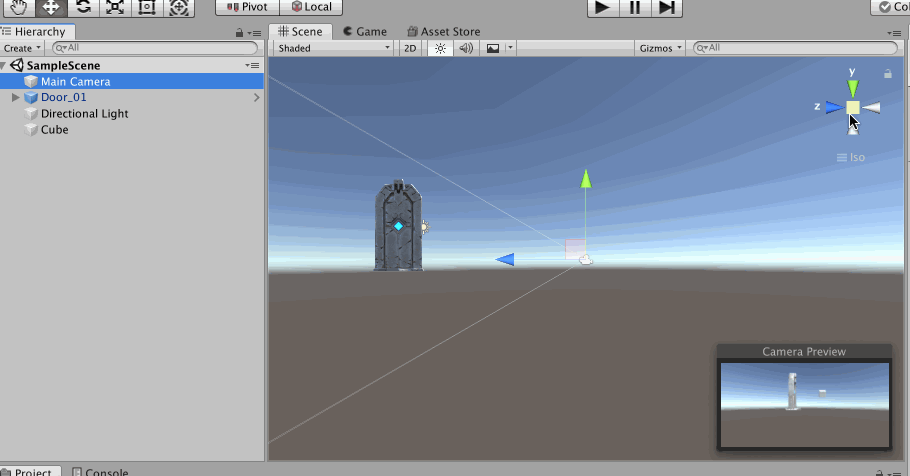 Pivot Local Col
Hierarchy
Create All
SampleScene
Main Camera
Door_01
Directional Light
Cube
Scene Game Asset Store
Shaded 2D Gizmos All
y
z
Iso
Camera Preview
Project Console